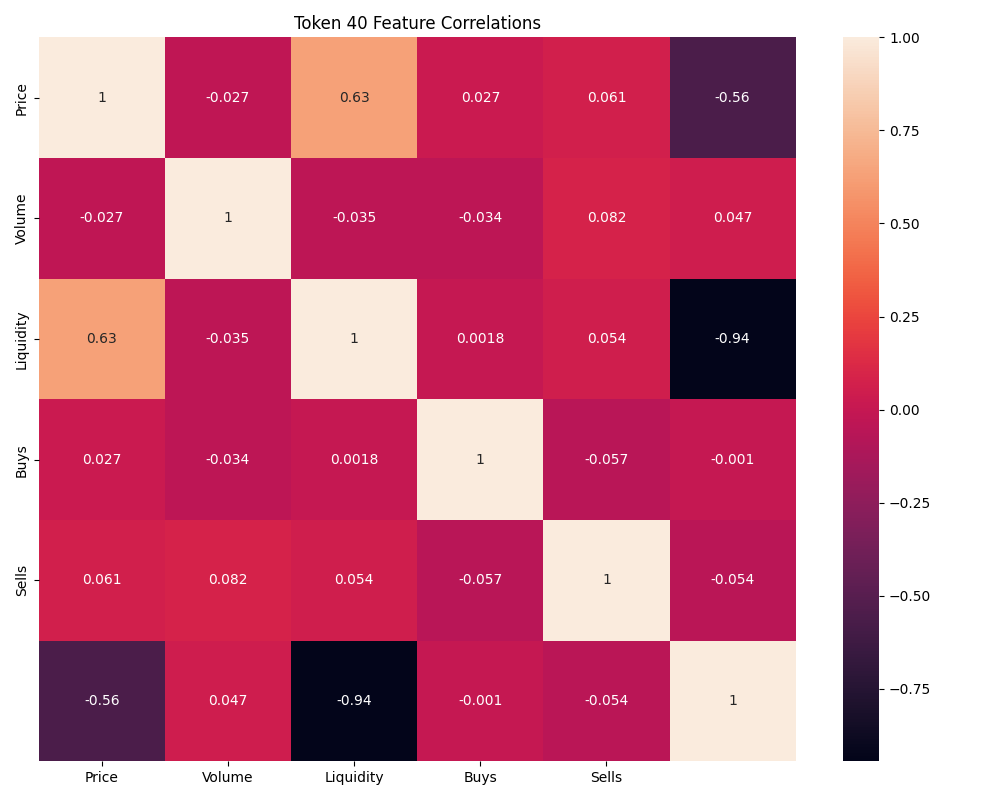 Token 40 Feature Correlations
Price 1 -0.027 0.63 0.027 0.061 -0.56
Volume -0.027 1 -0.035 -0.034 0.082 0.047
Liquidity 0.63 -0.035 1 0.0018 0.054 -0.94
Buys 0.027 -0.034 0.0018 1 -0.057 -0.001
Sells 0.061 0.082 0.054 -0.057 1 -0.054
-0.56 0.047 -0.94 -0.001 -0.054 1
Price Volume Liquidity Buys Sells
1.00
0.75
0.50
0.25
0.00
−0.25
−0.50
−0.75